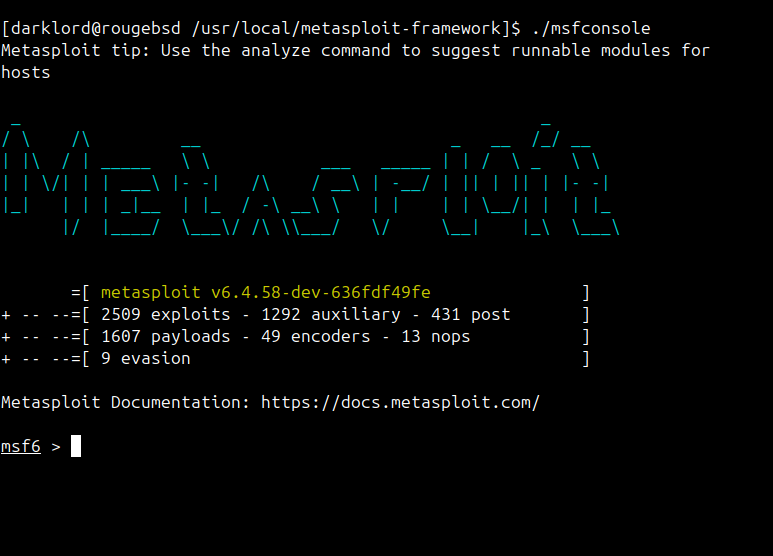 [darklord@rougebsd /usr/local/metasploit-framework]$ ./msfconsole
Metasploit tip: Use the analyze command to suggest runnable modules for
hosts
METASPLOIT
=[ metasploit v6.4.58-dev-636fdf49fe ]
+ -- --=[ 2509 exploits - 1292 auxiliary - 431 post ]
+ -- --=[ 1607 payloads - 49 encoders - 13 nops ]
+ -- --=[ 9 evasion ]
Metasploit Documentation: https://docs.metasploit.com/
msf6 >